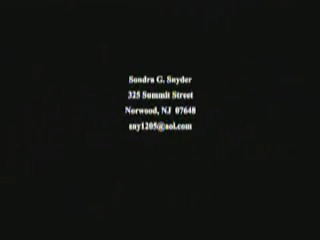 Sondra G. Snyder
325 Summit Street
Norwood, NJ 07648
sny1205@aol.com